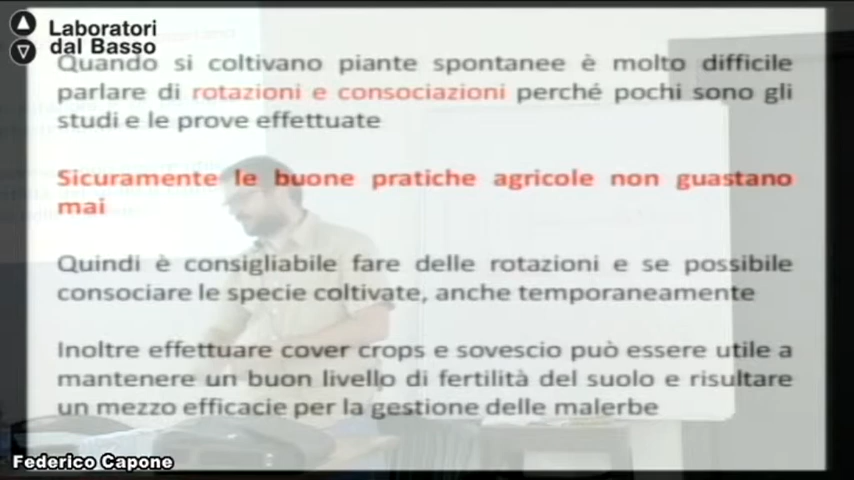 Laboratori
dal Basso
Quando si coltivano piante spontanee è molto difficile
parlare di rotazioni e consociazioni perché pochi sono gli
studi e le prove effettuate
Sicuramente le buone pratiche agricole non guastano
mai
Quindi è consigliabile fare delle rotazioni e se possibile
consociare le specie coltivate, anche temporaneamente
Inoltre effettuare cover crops e sovescio può essere utile a
mantenere un buon livello di fertilità del suolo e risultare
un mezzo efficacie per la gestione delle malerbe
Federico Capone